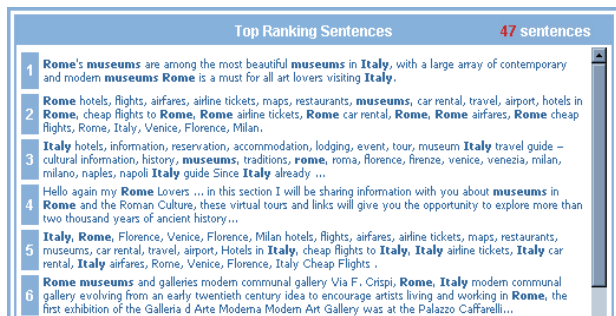 Top Ranking Sentences 47 sentences
1 Rome's museums are among the most beautiful museums in Italy, with a large array of contemporary
and modern museums Rome is a must for all art lovers visiting Italy.
2 Rome hotels, flights, airfares, airline tickets, maps, restaurants, museums, car rental, travel, airport, hotels in
Rome, cheap flights to Rome, Rome airline tickets, Rome car rental, Rome, Rome airfares, Rome cheap
flights, Rome, Italy, Venice, Florence, Milan.
3 Italy hotels, information, reservation, accommodation, lodging, event, tour, museum Italy travel guide –
cultural information, history, museums, traditions, rome, roma, florence, firenze, venice, venezia, milan,
milano, naples, napoli Italy guide Since Italy already ...
4 Hello again my Rome Lovers ... in this section I will be sharing information with you about museums in
Rome and the Roman Culture, these virtual tours and links will give you the opportunity to explore more than
two thousand years of ancient history...
5 Italy, Rome, Florence, Venice, Florence, Milan hotels, flights, airfares, airline tickets, maps, restaurants,
museums, car rental, travel, airport, Hotels in Italy, cheap flights to Italy, Italy airline tickets, Italy car
rental, Italy airfares, Rome, Venice, Florence, Italy Cheap Flights .
6 Rome museums and galleries modern communal gallery Via F. Crispi, Rome, Italy modern communal
gallery evolving from an early twentieth century idea to encourage artists living and working in Rome, the
first exhibition of the Galleria d Arte Moderna Modern Art Gallery was at the Palazzo Caffarelli...